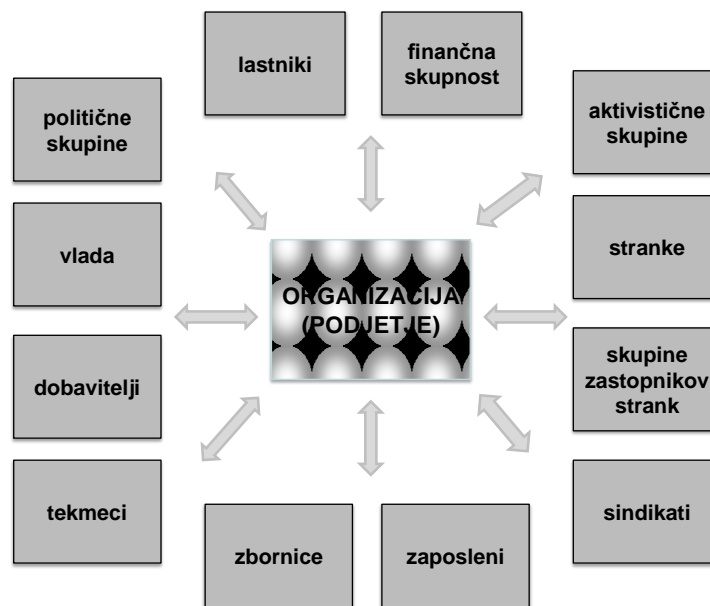 lastniki
finančna
skupnost
politične
skupine
aktivistične
skupine
vlada
stranke
ORGANIZACIJA
(PODJETJE)
dobavitelji
skupine
zastopnikov
strank
tekmeci
sindikati
zbornice
zaposleni